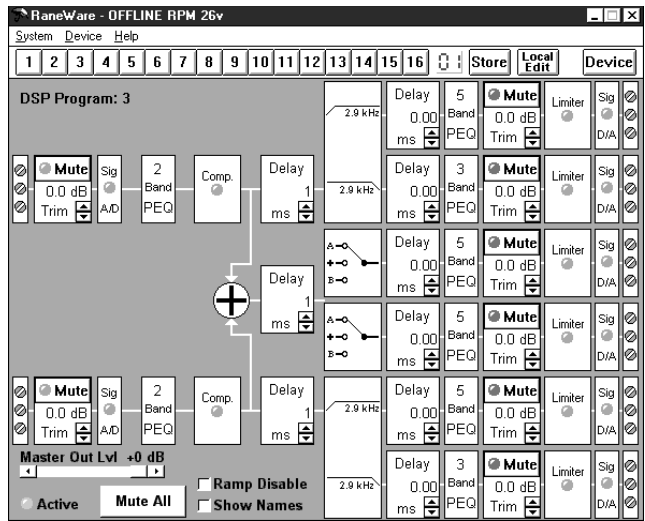 RaneWare - OFFLINE RPM 26v
System Device Help
1 2 3 4 5 6 7 8 9 10 11 12 13 14 15 16 01 Store Local Edit Device
DSP Program: 3
2.9 kHz
Delay
0.00
ms
5
Band
PEQ
Mute
0.0 dB
Trim
Limiter
Sig
D/A
Mute
0.0 dB
Trim
Sig
A/D
2
Band
PEQ
Comp.
Delay
1
ms
2.9 kHz
Delay
0.00
ms
3
Band
PEQ
Mute
0.0 dB
Trim
Limiter
Sig
D/A
Delay
1
ms
A
+
B
Delay
0.00
ms
5
Band
PEQ
Mute
0.0 dB
Trim
Limiter
Sig
D/A
A
+
B
Delay
0.00
ms
5
Band
PEQ
Mute
0.0 dB
Trim
Limiter
Sig
D/A
Mute
0.0 dB
Trim
Sig
A/D
2
Band
PEQ
Comp.
Delay
1
ms
2.9 kHz
Delay
0.00
ms
5
Band
PEQ
Mute
0.0 dB
Trim
Limiter
Sig
D/A
2.9 kHz
Delay
0.00
ms
3
Band
PEQ
Mute
0.0 dB
Trim
Limiter
Sig
D/A
Master Out Lvl +0 dB
Active
Mute All
Ramp Disable
Show Names